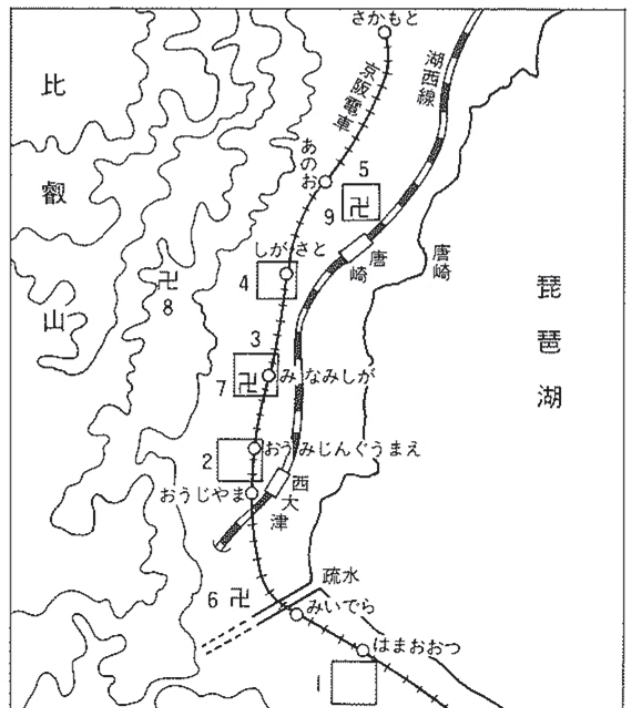 さかもと
湖西線
京阪電車
比叡山
あのお
5
卍
9
しがさと
4
唐崎
唐崎
琵琶湖
卍
8
3
卍
7
みなみしが
2
おうみじんぐうまえ
おうじやま
西大津
疏水
6
卍
みいでら
はまおおつ
1